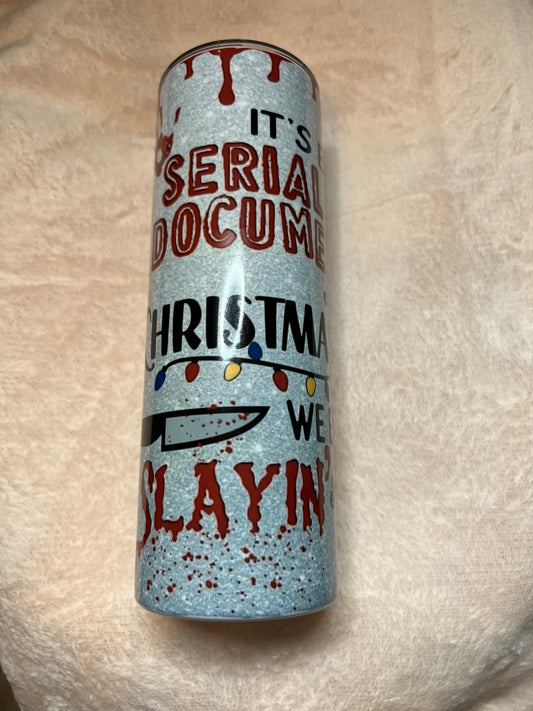 IT'S
SERIAL
DOCUME
CHRISTMA
WE
SLAYIN'